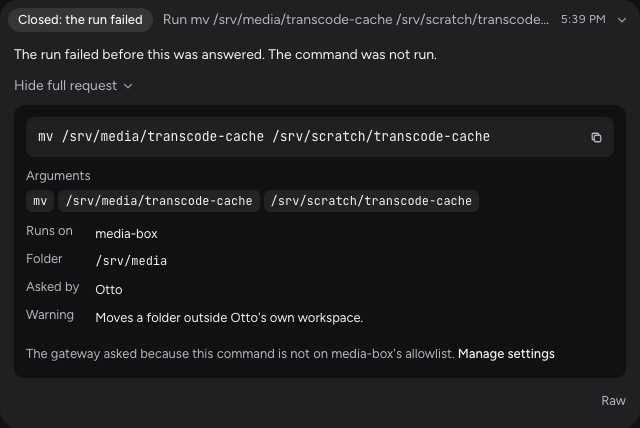 Closed: the run failed Run mv /srv/media/transcode-cache /srv/scratch/transcode... 5:39 PM
The run failed before this was answered. The command was not run.
Hide full request
mv /srv/media/transcode-cache /srv/scratch/transcode-cache
Arguments
mv /srv/media/transcode-cache /srv/scratch/transcode-cache
Runs on media-box
Folder /srv/media
Asked by Otto
Warning Moves a folder outside Otto's own workspace.
The gateway asked because this command is not on media-box's allowlist. Manage settings
Raw